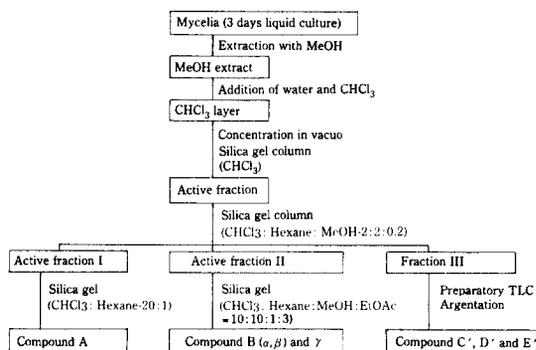 Mycelia (3 days liquid culture)
Extraction with MeOH
MeOH extract
Addition of water and CHCl₃
CHCl₃ layer
Concentration in vacuo
Silica gel column
(CHCl₃)
Active fraction
Silica gel column
(CHCl3: Hexane: MeOH-2:2:0.2)
Active fraction I
Active fraction II
Fraction III
Silica gel
(CHCl3: Hexane-20:1)
Silica gel
(CHCl3. Hexane:MeOH:EtOAc
=10:10:1:3)
Preparatory TLC
Argentation
Compound A
Compound B (α,β) and γ
Compound C′, D′ and E′